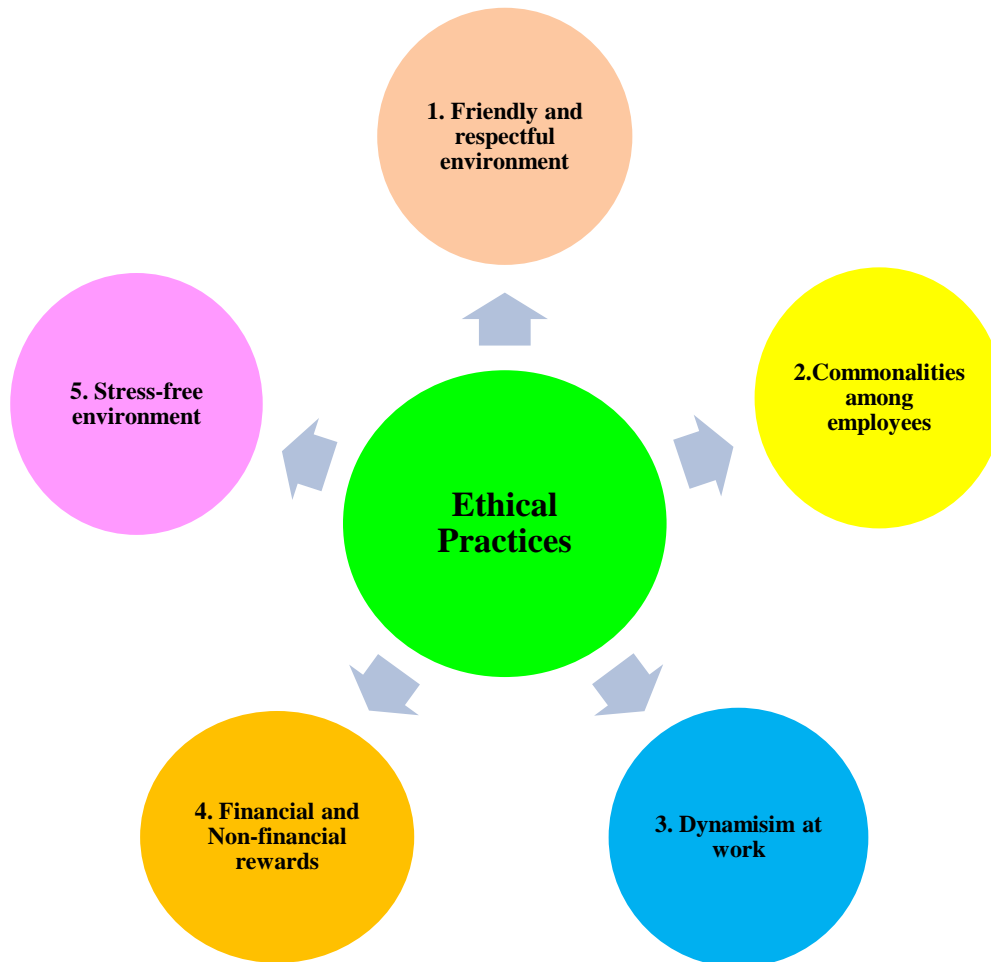 1. Friendly and
respectful
environment
2.Commonalities
among
employees
5. Stress-free
environment
Ethical
Practices
4. Financial and
Non-financial
rewards
3. Dynamisim at
work